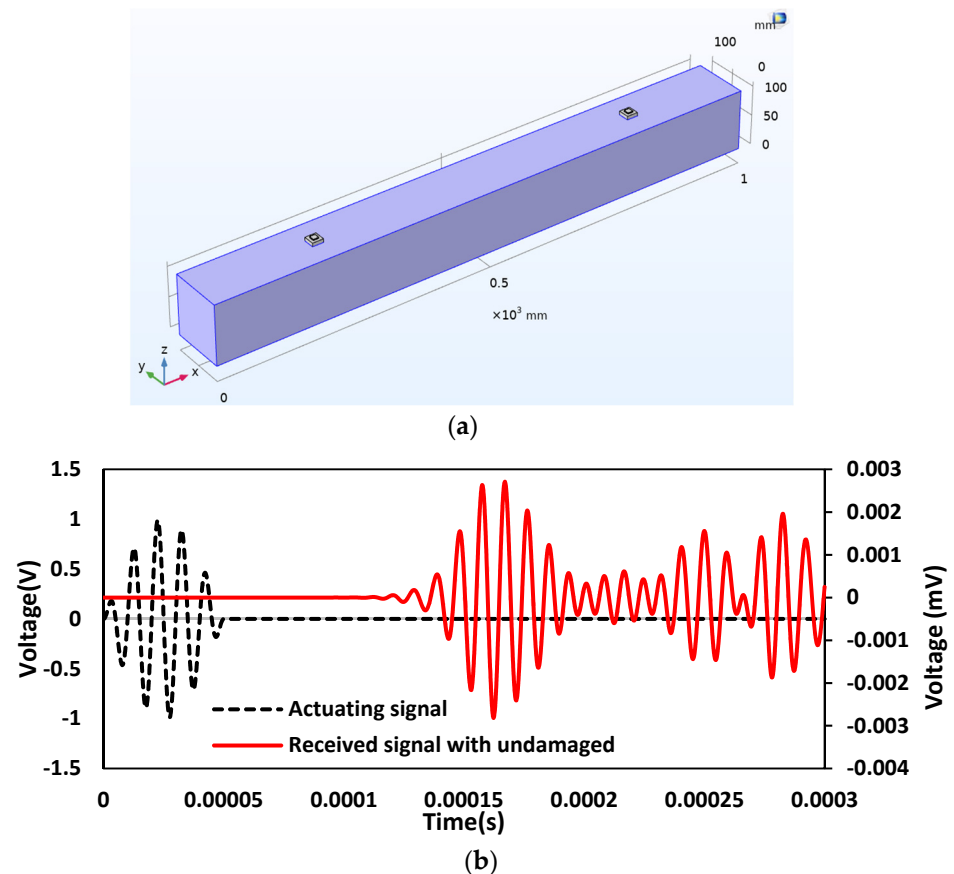 mm
100
0
100
50
0
1
0.5
×10³ mm
z
y
x
0
(a)
1.5
1
0.5
0
-0.5
-1
-1.5
Voltage(V)
0.003
0.002
0.001
0
-0.001
-0.002
-0.003
-0.004
Voltage (mV)
Actuating signal
Received signal with undamaged
0 0.00005 0.0001 0.00015 0.0002 0.00025 0.0003
Time(s)
(b)